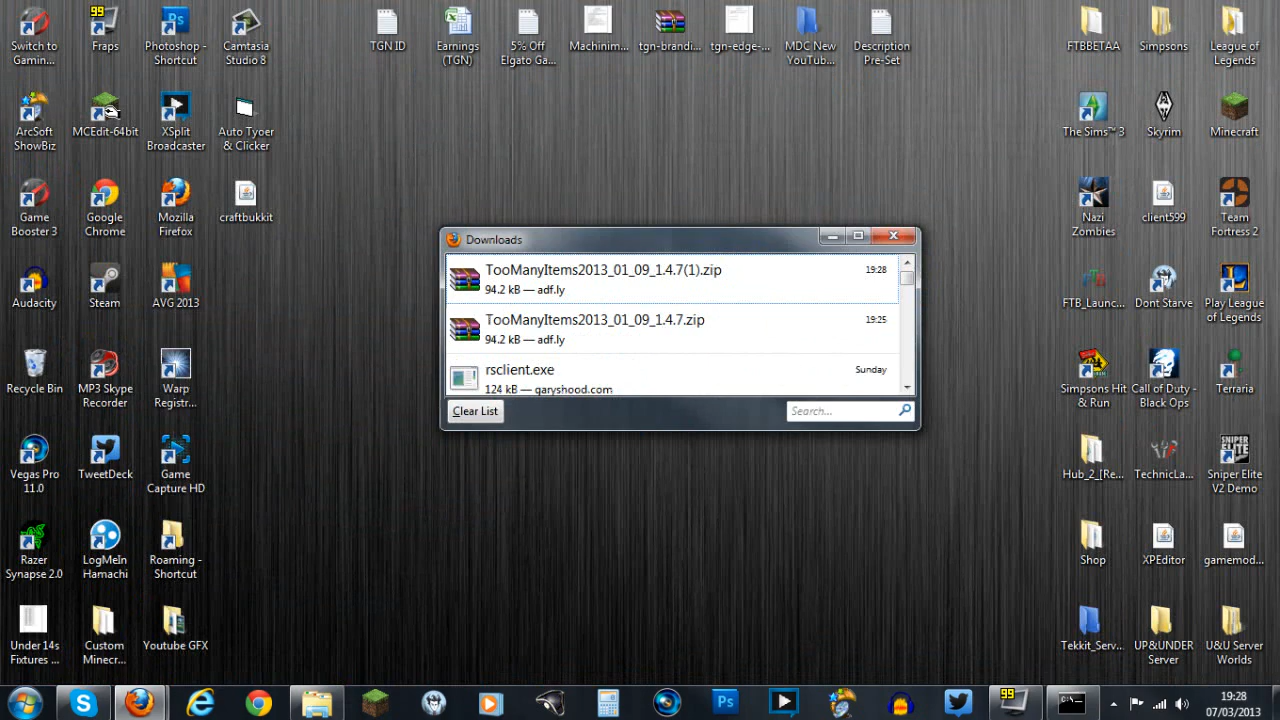 Switch to
Gamin...
99
Fraps
Photoshop -
Shortcut
Camtasia
Studio 8
TGN ID
Earnings
(TGN)
5% Off
Elgato Ga...
Machinim...
tgn-brandi...
tgn-edge-...
MDC New
YouTub...
Description
Pre-Set
FTBBETAA
Simpsons
League of
Legends
ArcSoft
ShowBiz
MCEdit-64bit
XSplit
Broadcaster
Auto Tyoer
& Clicker
The Sims™ 3
Skyrim
Minecraft
Game
Booster 3
Google
Chrome
Mozilla
Firefox
craftbukkit
Nazi
Zombies
client599
Team
Fortress 2
Downloads
TooManyItems2013_01_09_1.4.7(1).zip
19:28
94.2 kB — adf.ly
TooManyItems2013_01_09_1.4.7.zip
19:25
94.2 kB — adf.ly
rsclient.exe
Sunday
124 kB — garyshood.com
Clear List
Search...
Audacity
Steam
AVG 2013
FTB_Launc...
Dont Starve
Play League
of Legends
Recycle Bin
MP3 Skype
Recorder
Warp
Registr...
Simpsons Hit
& Run
Call of Duty -
Black Ops
Terraria
Vegas Pro
11.0
TweetDeck
Game
Capture HD
Hub_2_[Re...
TechnicLa...
Sniper Elite
V2 Demo
Razer
Synapse 2.0
LogMeIn
Hamachi
Roaming -
Shortcut
Shop
XPEditor
gamemod...
Under 14s
Fixtures ...
Custom
Minecr...
Youtube GFX
Tekkit_Serv...
UP&UNDER
Server
U&U Server
Worlds
Ps
99
19:28
07/03/2013